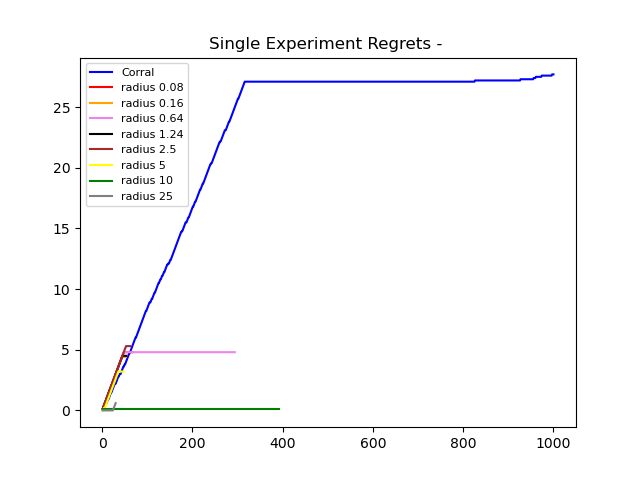 Single Experiment Regrets -
Corral
radius 0.08
radius 0.16
radius 0.64
radius 1.24
radius 2.5
radius 5
radius 10
radius 25
25
20
15
10
5
0
0 200 400 600 800 1000